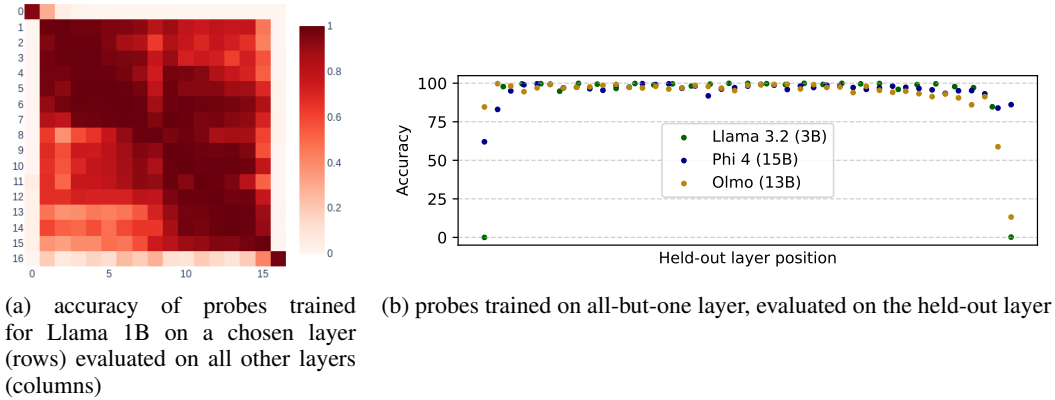 0
1
2
3
4
5
6
7
8
9
10
11
12
13
14
15
16
0 5 10 15
1
0.8
0.6
0.4
0.2
0
(a) accuracy of probes trained
for Llama 1B on a chosen layer
(rows) evaluated on all other layers
(columns)
Accuracy
100
75
50
25
0
Llama 3.2 (3B)
Phi 4 (15B)
Olmo (13B)
Held-out layer position
(b) probes trained on all-but-one layer, evaluated on the held-out layer